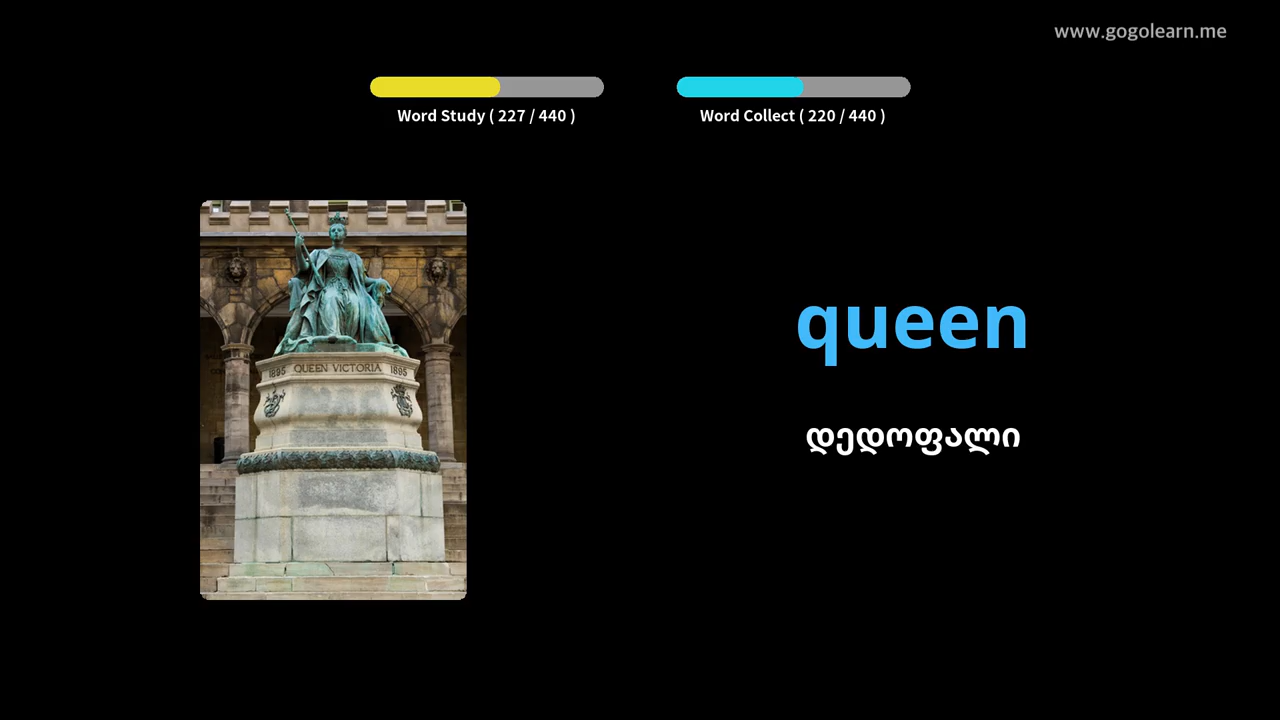 www.gogolearn.me
Word Study ( 227 / 440 )
Word Collect ( 220 / 440 )
1895 QUEEN VICTORIA 1895
queen
დედოფალი